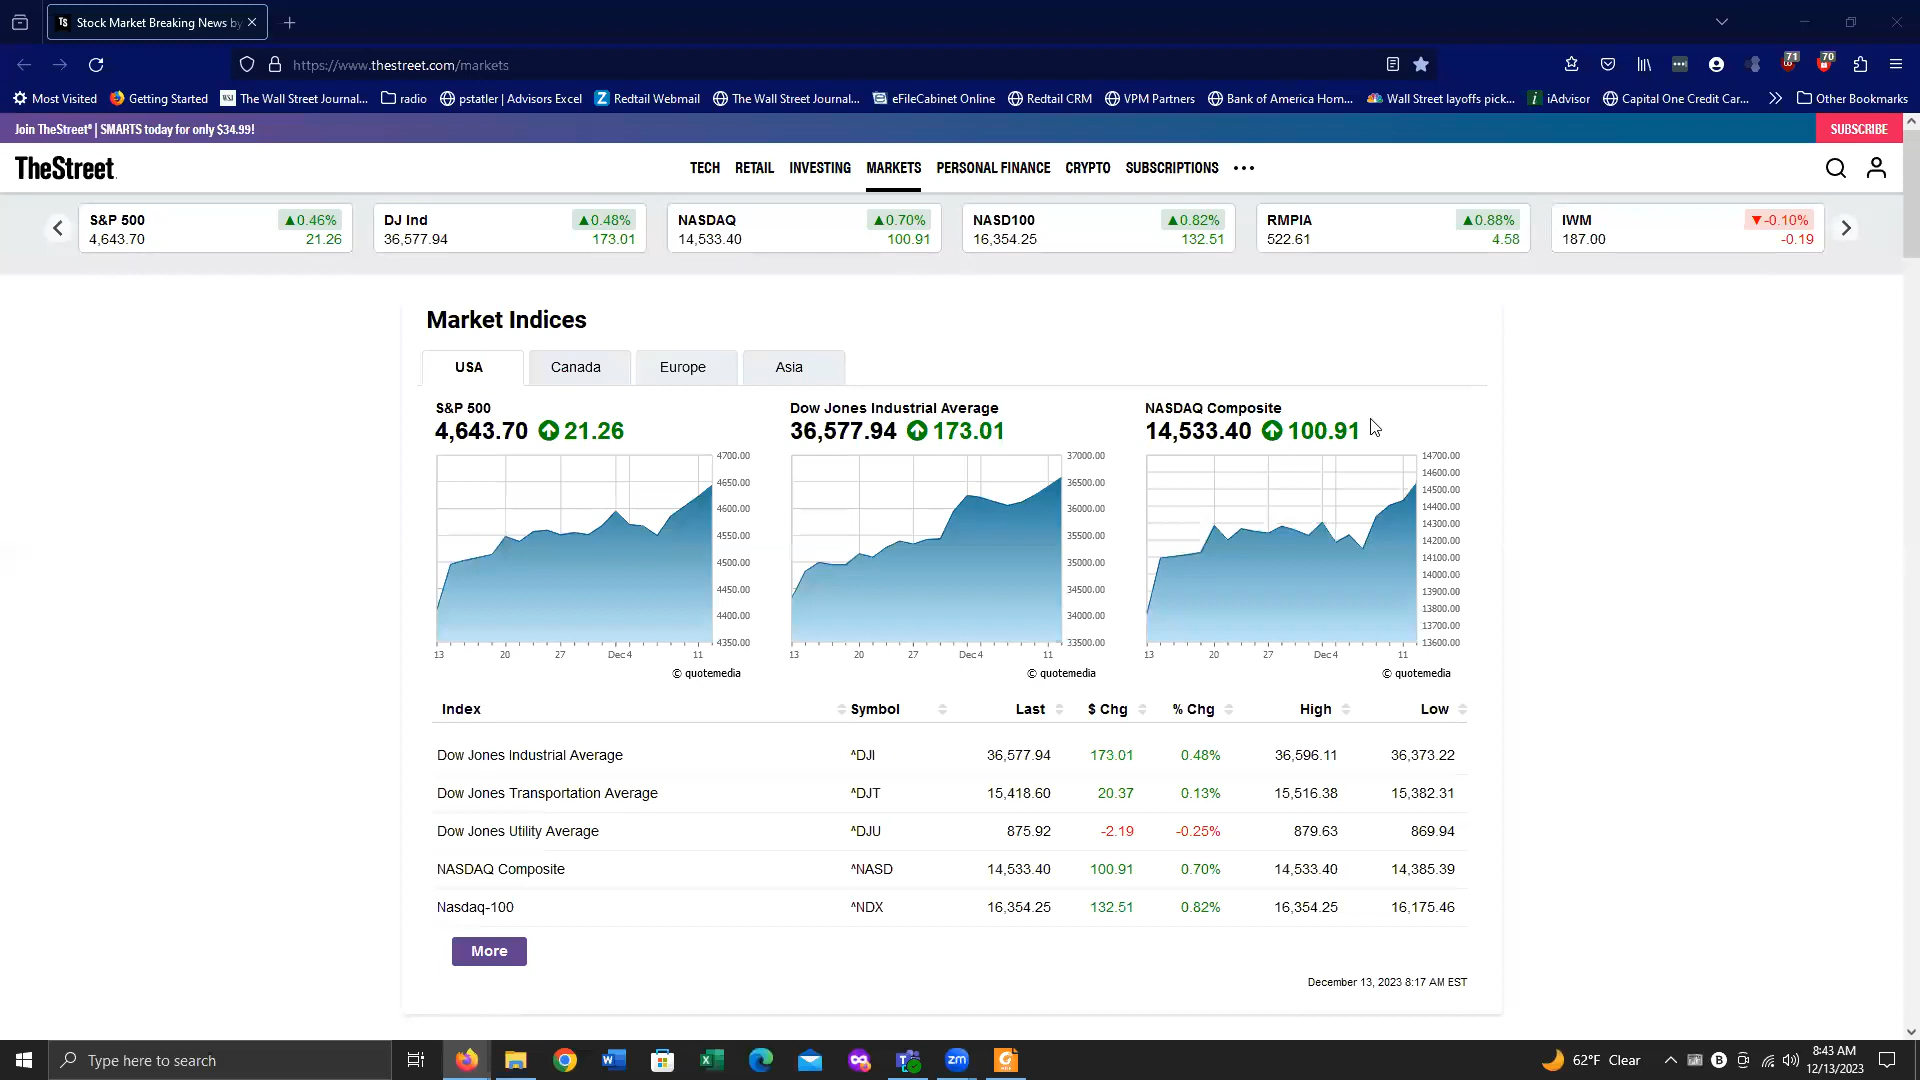 Stock Market Breaking News by
https://www.thestreet.com/markets
71
70
Most Visited
Getting Started
The Wall Street Journal...
radio
pstatler | Advisors Excel
Redtail Webmail
The Wall Street Journal...
eFileCabinet Online
Redtail CRM
VPM Partners
Bank of America Hom...
Wall Street layoffs pick...
iAdvisor
Capital One Credit Car...
Other Bookmarks
Join TheStreet® | SMARTS today for only $34.99!
SUBSCRIBE
TheStreet
TECH
RETAIL
INVESTING
MARKETS
PERSONAL FINANCE
CRYPTO
SUBSCRIPTIONS
S&P 500 ▲0.46%
4,643.70 21.26
DJ Ind ▲0.48%
36,577.94 173.01
NASDAQ ▲0.70%
14,533.40 100.91
NASD100 ▲0.82%
16,354.25 132.51
RMPIA ▲0.88%
522.61 4.58
IWM ▼-0.10%
187.00 -0.19
Market Indices
USA
Canada
Europe
Asia
S&P 500
4,643.70 21.26
4700.00
4650.00
4600.00
4550.00
4500.00
4450.00
4400.00
4350.00
13 20 27 Dec 4 11
© quotemedia
Dow Jones Industrial Average
36,577.94 173.01
37000.00
36500.00
36000.00
35500.00
35000.00
34500.00
34000.00
33500.00
13 20 27 Dec 4 11
© quotemedia
NASDAQ Composite
14,533.40 100.91
14700.00
14600.00
14500.00
14400.00
14300.00
14200.00
14100.00
14000.00
13900.00
13800.00
13700.00
13600.00
13 20 27 Dec 4 11
© quotemedia
Index Symbol Last $ Chg % Chg High Low
Dow Jones Industrial Average ^DJI 36,577.94 173.01 0.48% 36,596.11 36,373.22
Dow Jones Transportation Average ^DJT 15,418.60 20.37 0.13% 15,516.38 15,382.31
Dow Jones Utility Average ^DJU 875.92 -2.19 -0.25% 879.63 869.94
NASDAQ Composite ^NASD 14,533.40 100.91 0.70% 14,533.40 14,385.39
Nasdaq-100 ^NDX 16,354.25 132.51 0.82% 16,354.25 16,175.46
More
December 13, 2023 8:17 AM EST
Type here to search
62°F Clear
8:43 AM
12/13/2023